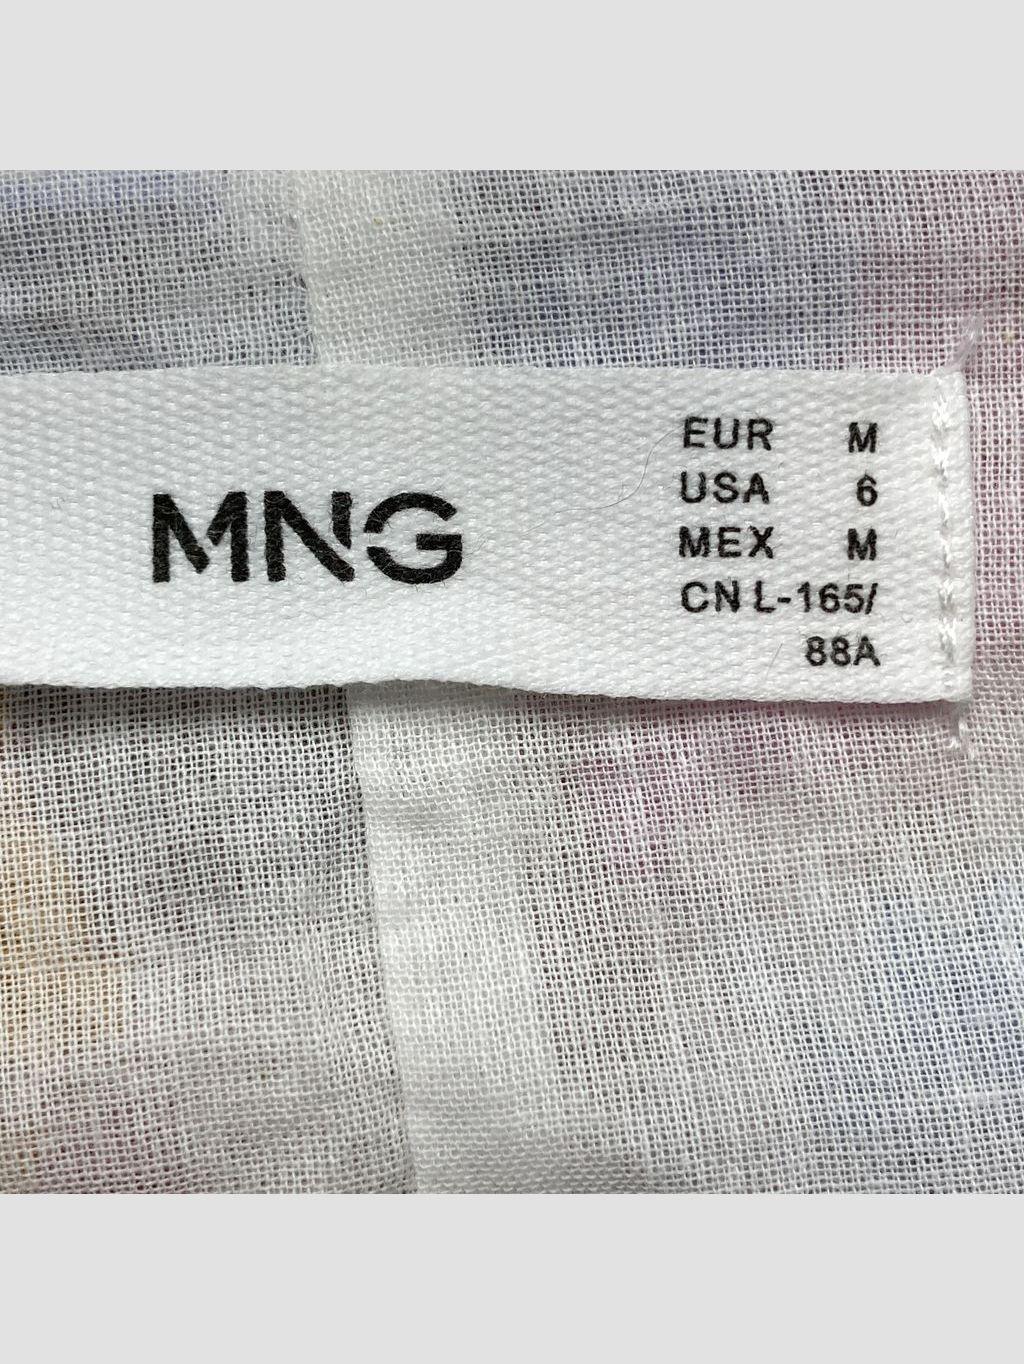 MNG
EUR M
USA 6
MEX M
CN L-165/
88A